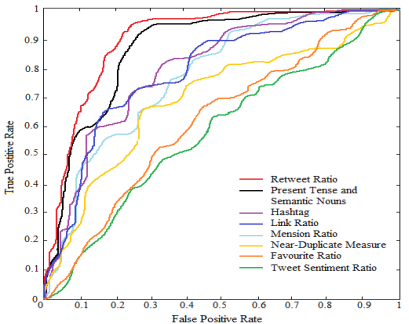 1
0.9
0.8
0.7
0.6
0.5
0.4
0.3
0.2
0.1
0
True Positive Rate
Retweet Ratio
Present Tense and
Semantic Nouns
Hashtag
Link Ratio
Mension Ratio
Near-Duplicate Measure
Favourite Ratio
Tweet Sentiment Ratio
0 0.1 0.2 0.3 0.4 0.5 0.6 0.7 0.8 0.9 1
False Positive Rate